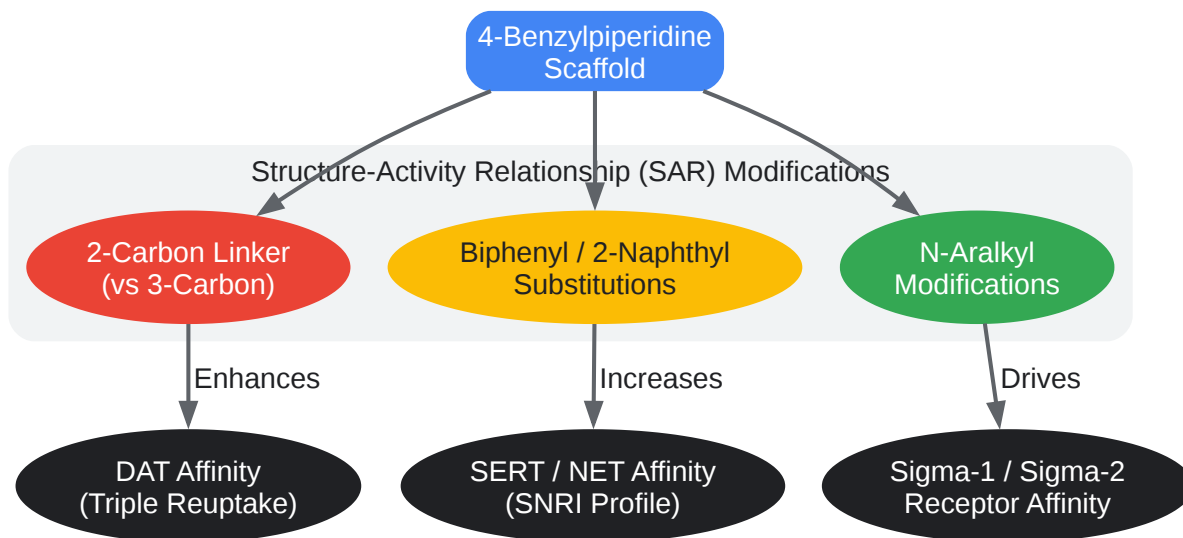 4-Benzylpiperidine
Scaffold
Structure-Activity Relationship (SAR) Modifications
2-Carbon Linker
(vs 3-Carbon)
Biphenyl / 2-Naphthyl
Substitutions
N-Aralkyl
Modifications
Enhances
Increases
Drives
DAT Affinity
(Triple Reuptake)
SERT / NET Affinity
(SNRI Profile)
Sigma-1 / Sigma-2
Receptor Affinity